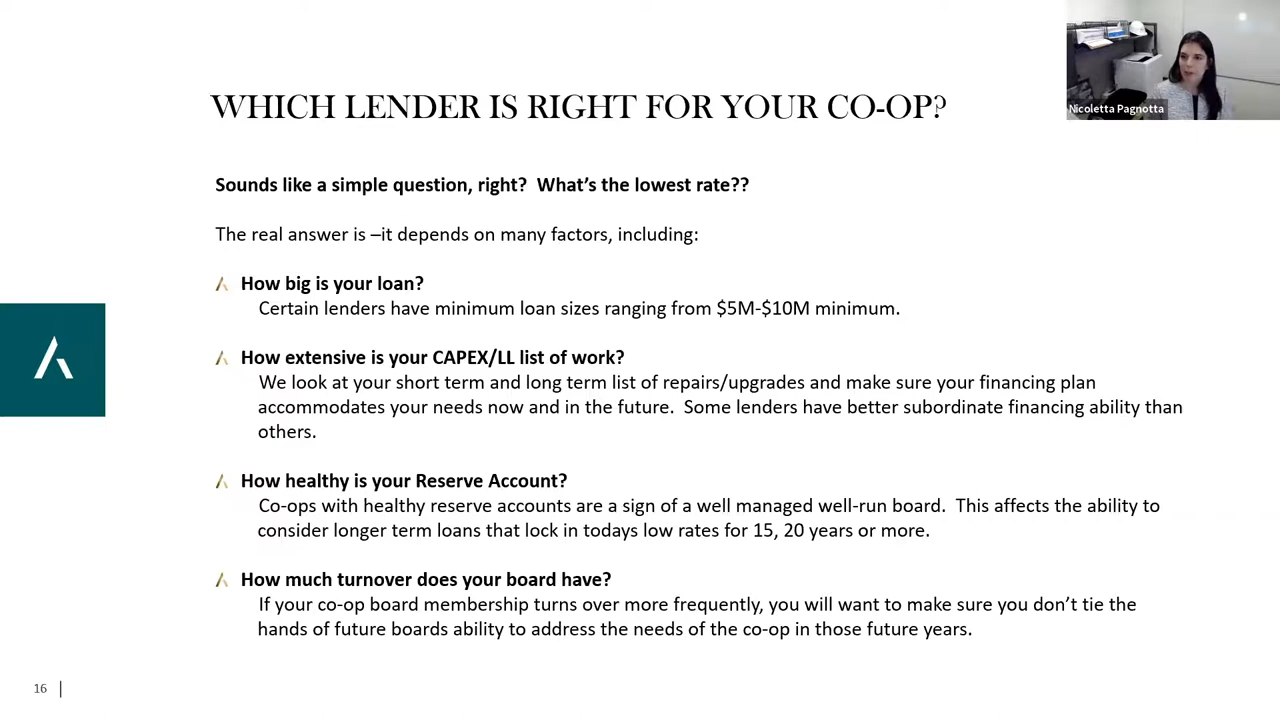 WHICH LENDER IS RIGHT FOR YOUR CO-OP?
Nicoletta Pagnotta
Sounds like a simple question, right?  What's the lowest rate??
The real answer is –it depends on many factors, including:
How big is your loan?
Certain lenders have minimum loan sizes ranging from $5M-$10M minimum.
How extensive is your CAPEX/LL list of work?
We look at your short term and long term list of repairs/upgrades and make sure your financing plan
accommodates your needs now and in the future.  Some lenders have better subordinate financing ability than
others.
How healthy is your Reserve Account?
Co-ops with healthy reserve accounts are a sign of a well managed well-run board.  This affects the ability to
consider longer term loans that lock in todays low rates for 15, 20 years or more.
How much turnover does your board have?
If your co-op board membership turns over more frequently, you will want to make sure you don't tie the
hands of future boards ability to address the needs of the co-op in those future years.
16